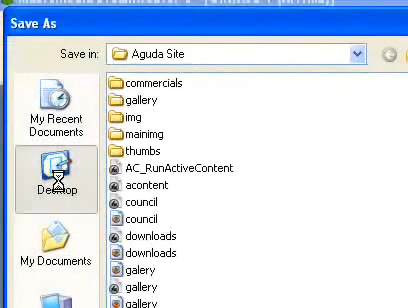 Save As
Save in:
Aguda Site
My Recent
Documents
Desktop
My Documents
commercials
gallery
img
mainimg
thumbs
AC_RunActiveContent
acontent
council
council
downloads
downloads
galery
gallery
gallery